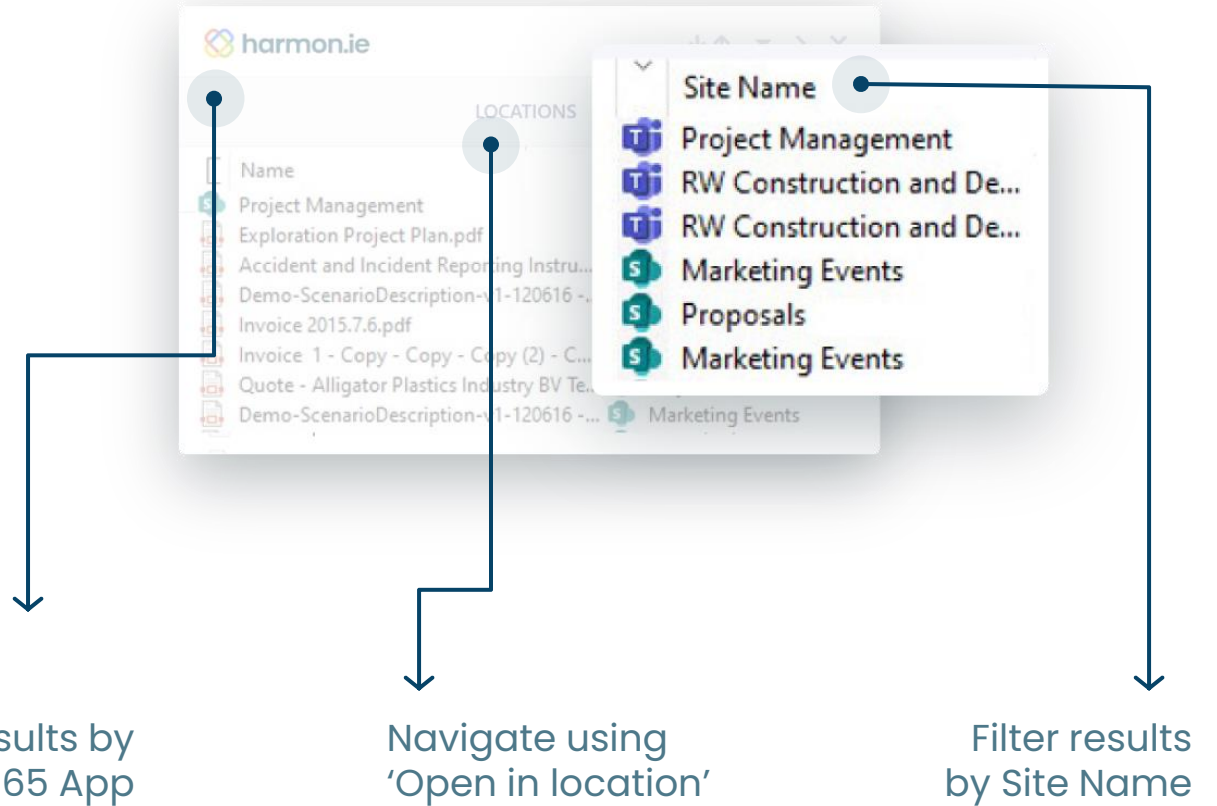 harmon.ie
LOCATIONS
Name
Project Management
Exploration Project Plan.pdf
Accident and Incident Reporting Instru...
Demo-ScenarioDescription-v1-120616 -...
Invoice 2015.7.6.pdf
Invoice 1 - Copy - Copy - Copy (2) - C...
Quote - Alligator Plastics Industry BV Te...
Demo-ScenarioDescription-v1-120616 -... Marketing Events
Site Name
Project Management
RW Construction and De...
RW Construction and De...
Marketing Events
Proposals
Marketing Events
sults by
65 App
Navigate using
‘Open in location’
Filter results
by Site Name